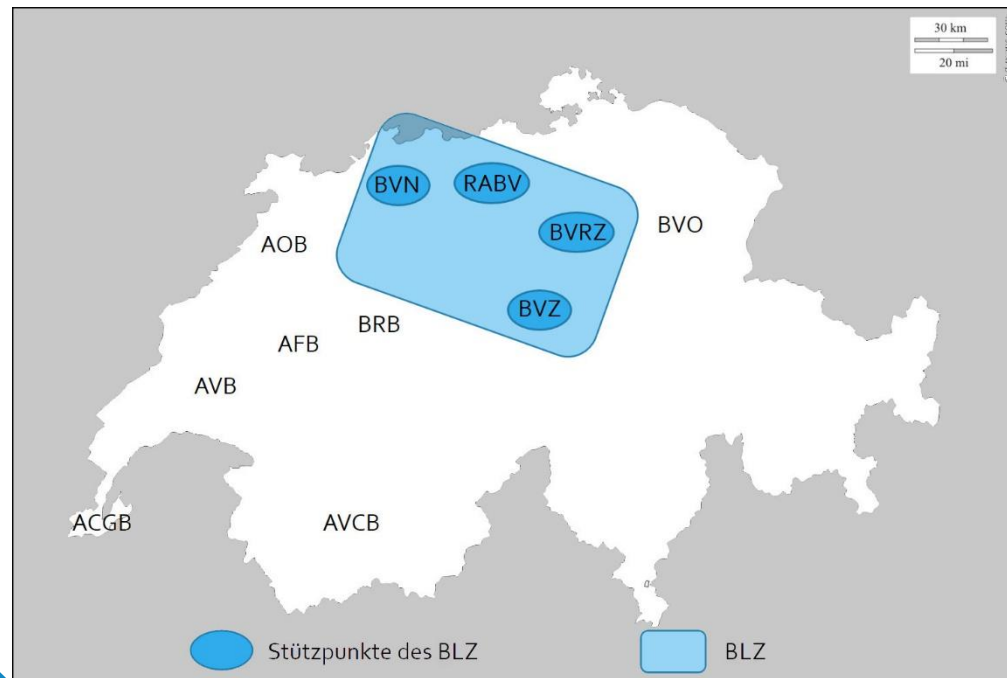 30 km
20 mi
BVN
RABV
BVRZ
BVO
AOB
BVZ
BRB
AFB
AVB
ACGB
AVCB
Stützpunkte des BLZ
BLZ